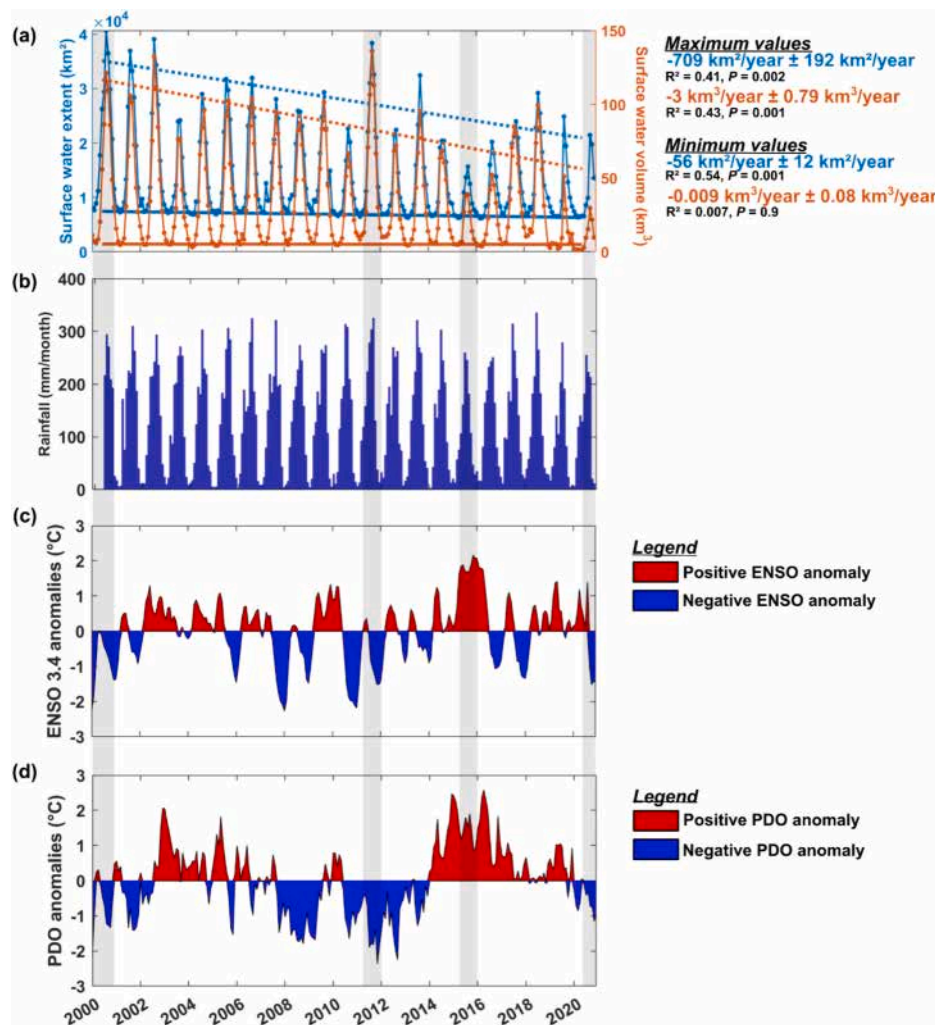 (a)
× 10⁴
4
3
2
1
0
Surface water extent (km²)
150
100
50
0
Surface water volume (km³)
Maximum values
-709 km²/year ± 192 km²/year
R² = 0.41, P = 0.002
-3 km³/year ± 0.79 km³/year
R² = 0.43, P = 0.001
Minimum values
-56 km²/year ± 12 km²/year
R² = 0.54, P = 0.001
-0.009 km³/year ± 0.08 km³/year
R² = 0.007, P = 0.9
(b)
400
300
200
100
0
Rainfall (mm/month)
(c)
3
2
1
0
-1
-2
-3
ENSO 3.4 anomalies (°C)
Legend
Positive ENSO anomaly
Negative ENSO anomaly
(d)
3
2
1
0
-1
-2
-3
PDO anomalies (°C)
Legend
Positive PDO anomaly
Negative PDO anomaly
2000 2002 2004 2006 2008 2010 2012 2014 2016 2018 2020